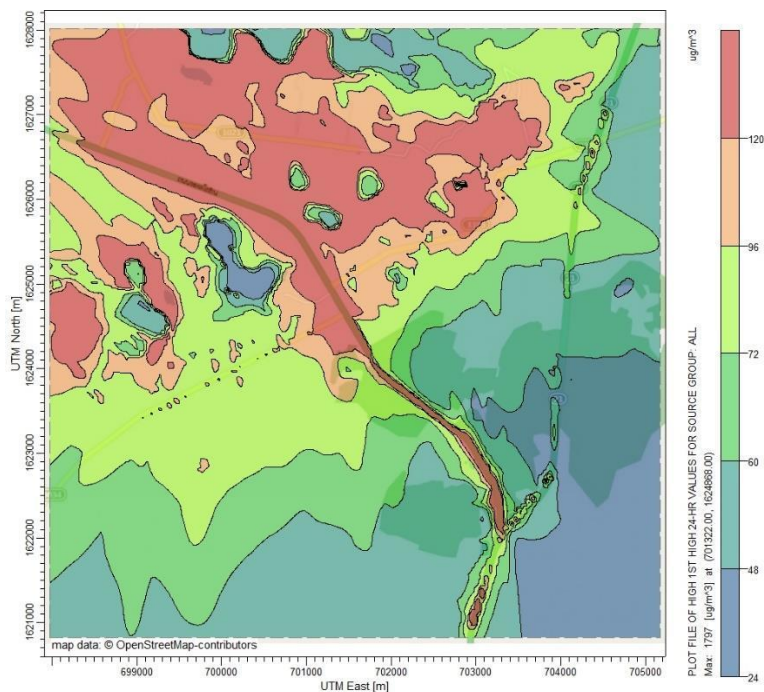 ug/m^3
1628000
1627000
1626000
1625000
1624000
1623000
1622000
1621000
UTM North [m]
120
96
72
60
48
24
PLOT FILE OF HIGH 1ST HIGH 24-HR VALUES FOR SOURCE GROUP: ALL
Max: 1797 [ug/m^3] at (701322.00, 1624868.00)
map data: © OpenStreetMap-contributors
699000 700000 701000 702000 703000 704000 705000
UTM East [m]